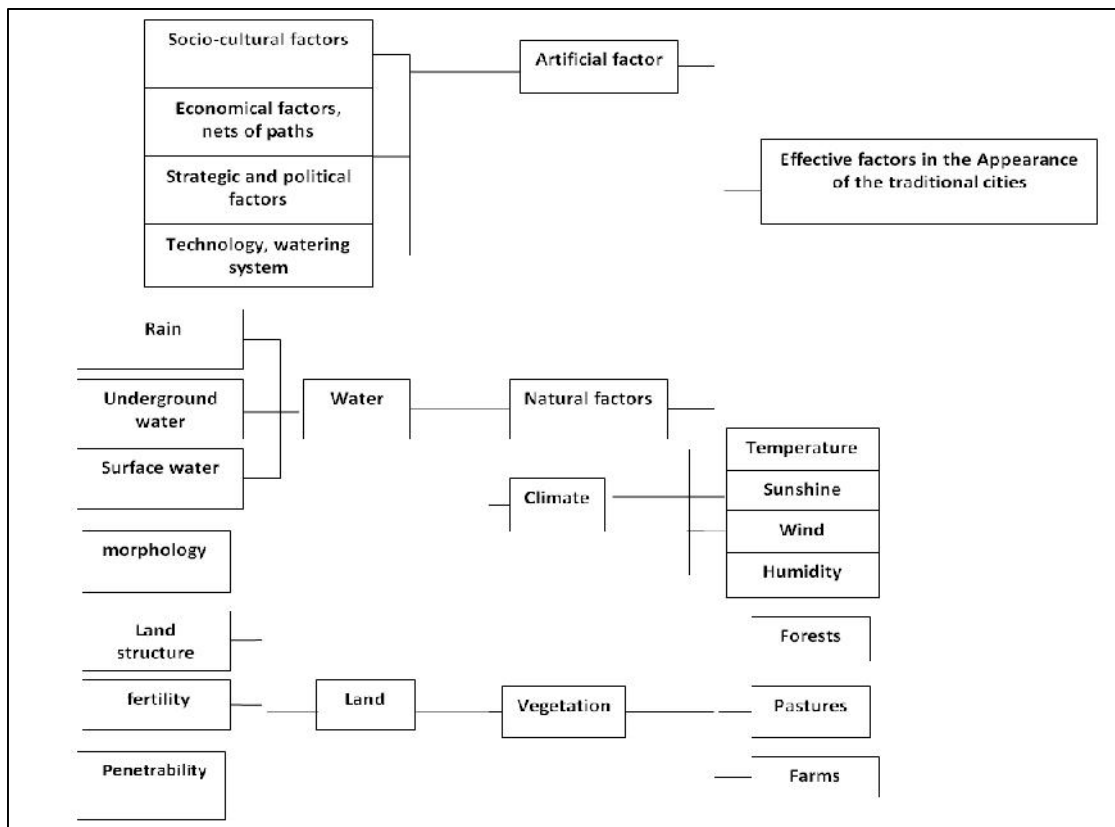 Socio-cultural factors
Artificial factor
Economical factors,
nets of paths
Effective factors in the Appearance
of the traditional cities
Strategic and political
factors
Technology, watering
system
Rain
Underground
water
Water
Natural factors
Surface water
Climate
Temperature
Sunshine
Wind
Humidity
morphology
Land
structure
Forests
fertility
Land
Vegetation
Pastures
Penetrability
Farms